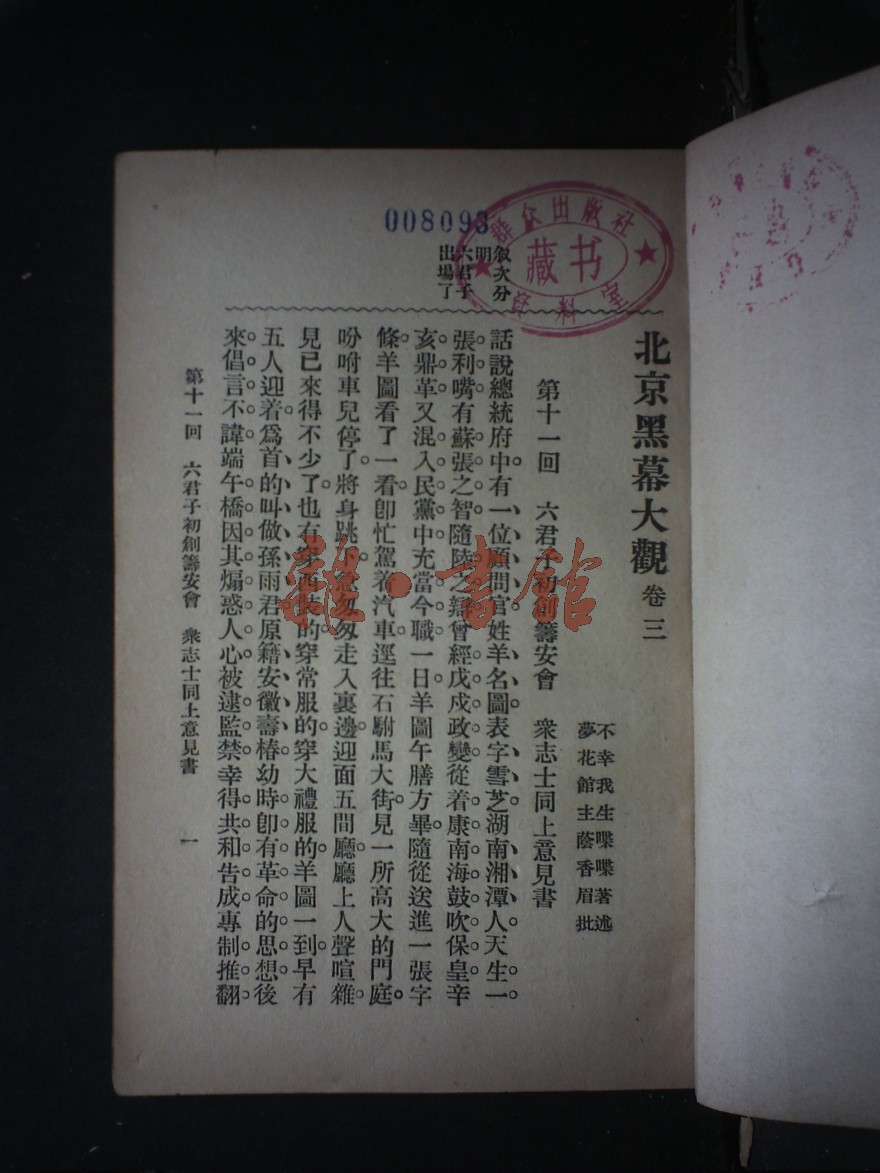 北京黑幕大觀 卷三
不幸我生喋喋著述
夢花館主蔭香眉批
第十一回 六君子初創籌安會 衆志士同上意見書
話說總統府中有一位顧問官姓羊名圖表字雪芝湖南湘潭人天生一
張利嘴有蘇張之智隨陸之辯曾經戊戌政變從着康南海鼓吹保皇辛
亥鼎革又混入民黨中充當今職一日羊圖午膳方畢隨從送進一張字
條羊圖看了一看卽忙駕着汽車逕往石駙馬大街見一所高大的門庭
吩咐車兒停了將身跳下急匆匆走入裏邊迎面五間廳廳上人聲喧雜
見已來得不少了也有穿西裝的穿常服的穿大禮服的羊圖一到早有
五人迎着爲首的叫做孫雨君原籍安徽壽椿幼時卽有革命的思想後
來倡言不諱端午橋因其煽惑人心被逮監禁幸得共和告成專制推翻
敘次分
明
六君子
出場了
第十一回 六君子初創籌安會 衆志士同上意見書 一
008093
群众出版社
藏书
资料室
雜·書館